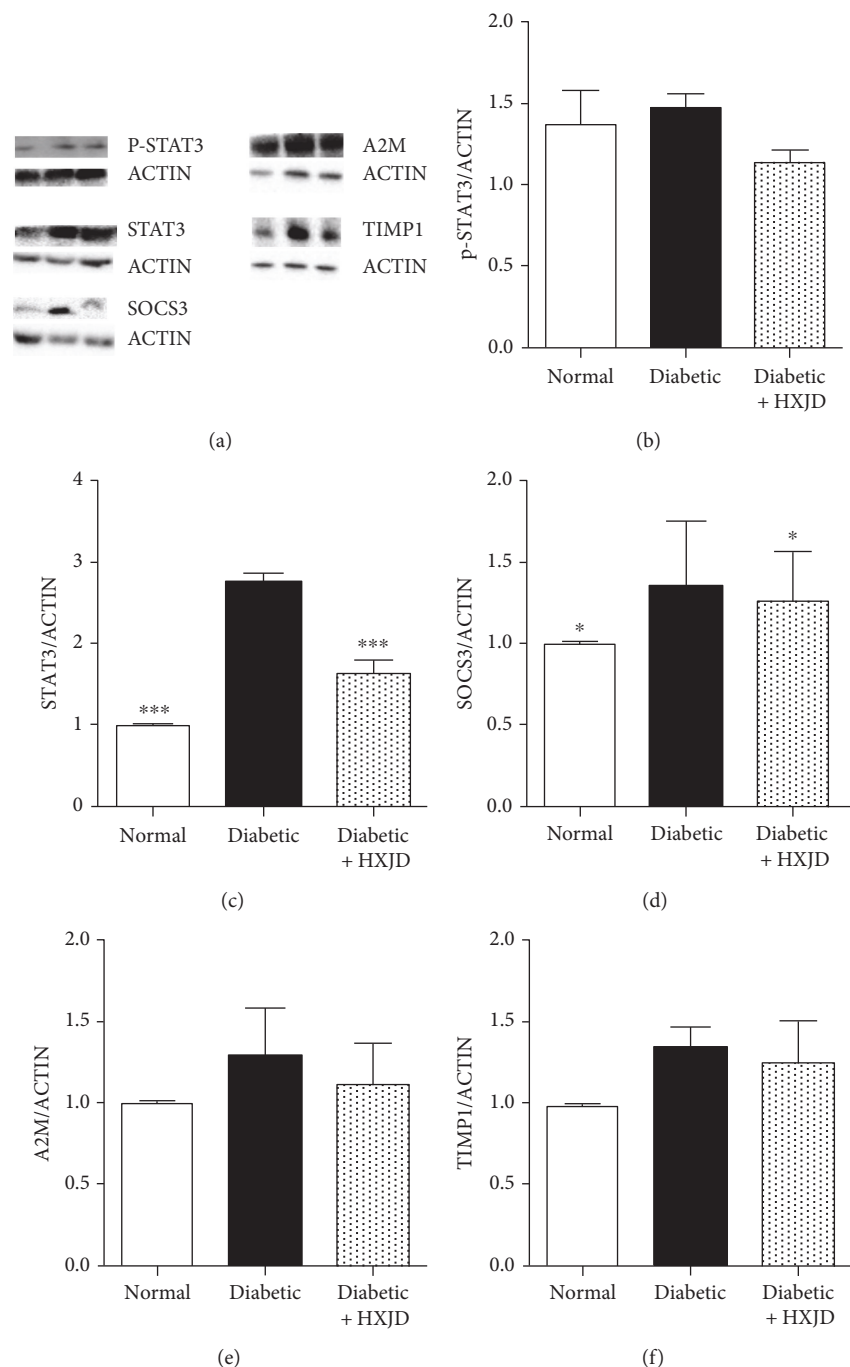 P-STAT3
ACTIN
STAT3
ACTIN
SOCS3
ACTIN
A2M
ACTIN
TIMP1
ACTIN
(a)
p-STAT3/ACTIN
2.0
1.5
1.0
0.5
0.0
Normal
Diabetic
Diabetic
+ HXJD
(b)
STAT3/ACTIN
4
3
2
1
0
***
***
Normal
Diabetic
Diabetic
+ HXJD
(c)
SOCS3/ACTIN
2.0
1.5
1.0
0.5
0.0
*
*
Normal
Diabetic
Diabetic
+ HXJD
(d)
A2M/ACTIN
2.0
1.5
1.0
0.5
0.0
Normal
Diabetic
Diabetic
+ HXJD
(e)
TIMP1/ACTIN
2.0
1.5
1.0
0.5
0.0
Normal
Diabetic
Diabetic
+ HXJD
(f)